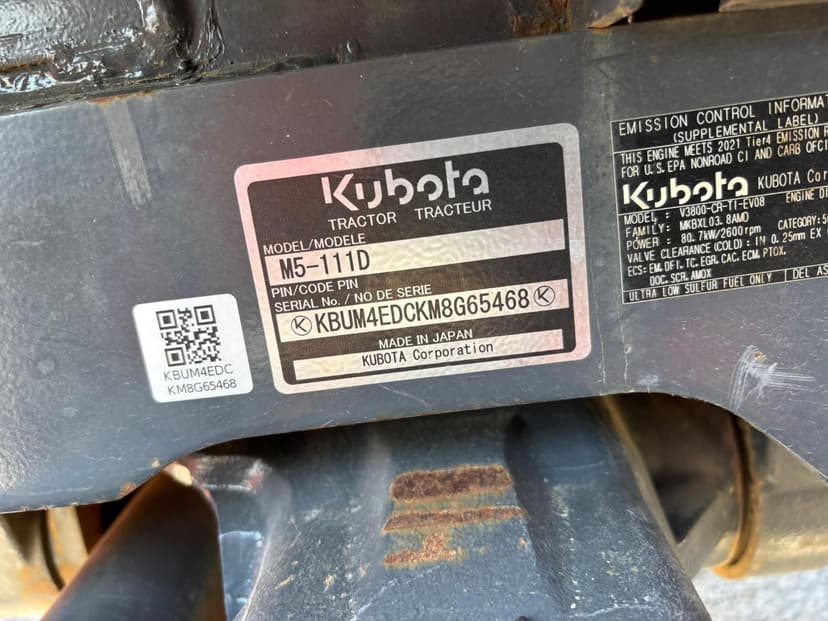 Kubota
TRACTOR TRACTEUR
MODEL/MODELE
M5-111D
PIN/CODE PIN
SERIAL No. / NO DE SERIE
KBUM4EDCKM8G65468
MADE IN JAPAN
KUBOTA Corporation
KBUM4EDC
KM8G65468
EMISSION CONTROL INFORMAT
(SUPPLEMENTAL LABEL)
THIS ENGINE MEETS 2021 Tier4 EMISSION R
FOR U.S. EPA NONROAD CI AND CARB OFCI
Kubota KUBOTA Cor
MODEL: V3800-CR-TI-EV08 ENGINE DI
FAMILY: MKBXL03.8AMD
POWER: 80.7kW/2600rpm CATEGORY:
VALVE CLEARANCE(COLD): IN 0.25mm EX
ECS: EM, DFI, TC, EGR, CAC, ECM, PTOX,
DOC, SCR, AMOX
ULTRA LOW SULFUR FUEL ONLY DEL AS